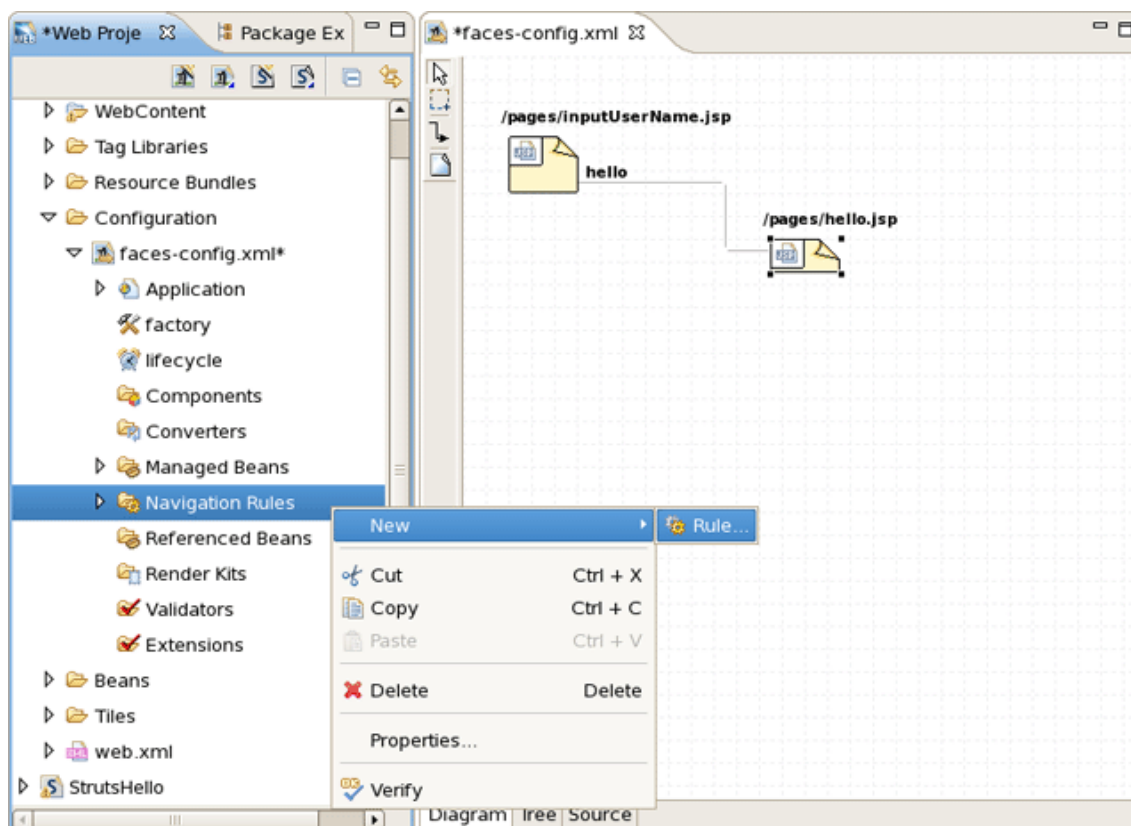 *Web Proje
Package Ex
*faces-config.xml
WebContent
Tag Libraries
Resource Bundles
Configuration
faces-config.xml*
Application
factory
lifecycle
Components
Converters
Managed Beans
Navigation Rules
Referenced Beans
Render Kits
Validators
Extensions
Beans
Tiles
web.xml
StrutsHello
/pages/inputUserName.jsp
hello
/pages/hello.jsp
New
Rule...
Cut Ctrl + X
Copy Ctrl + C
Paste Ctrl + V
Delete Delete
Properties...
Verify
Diagram Tree Source